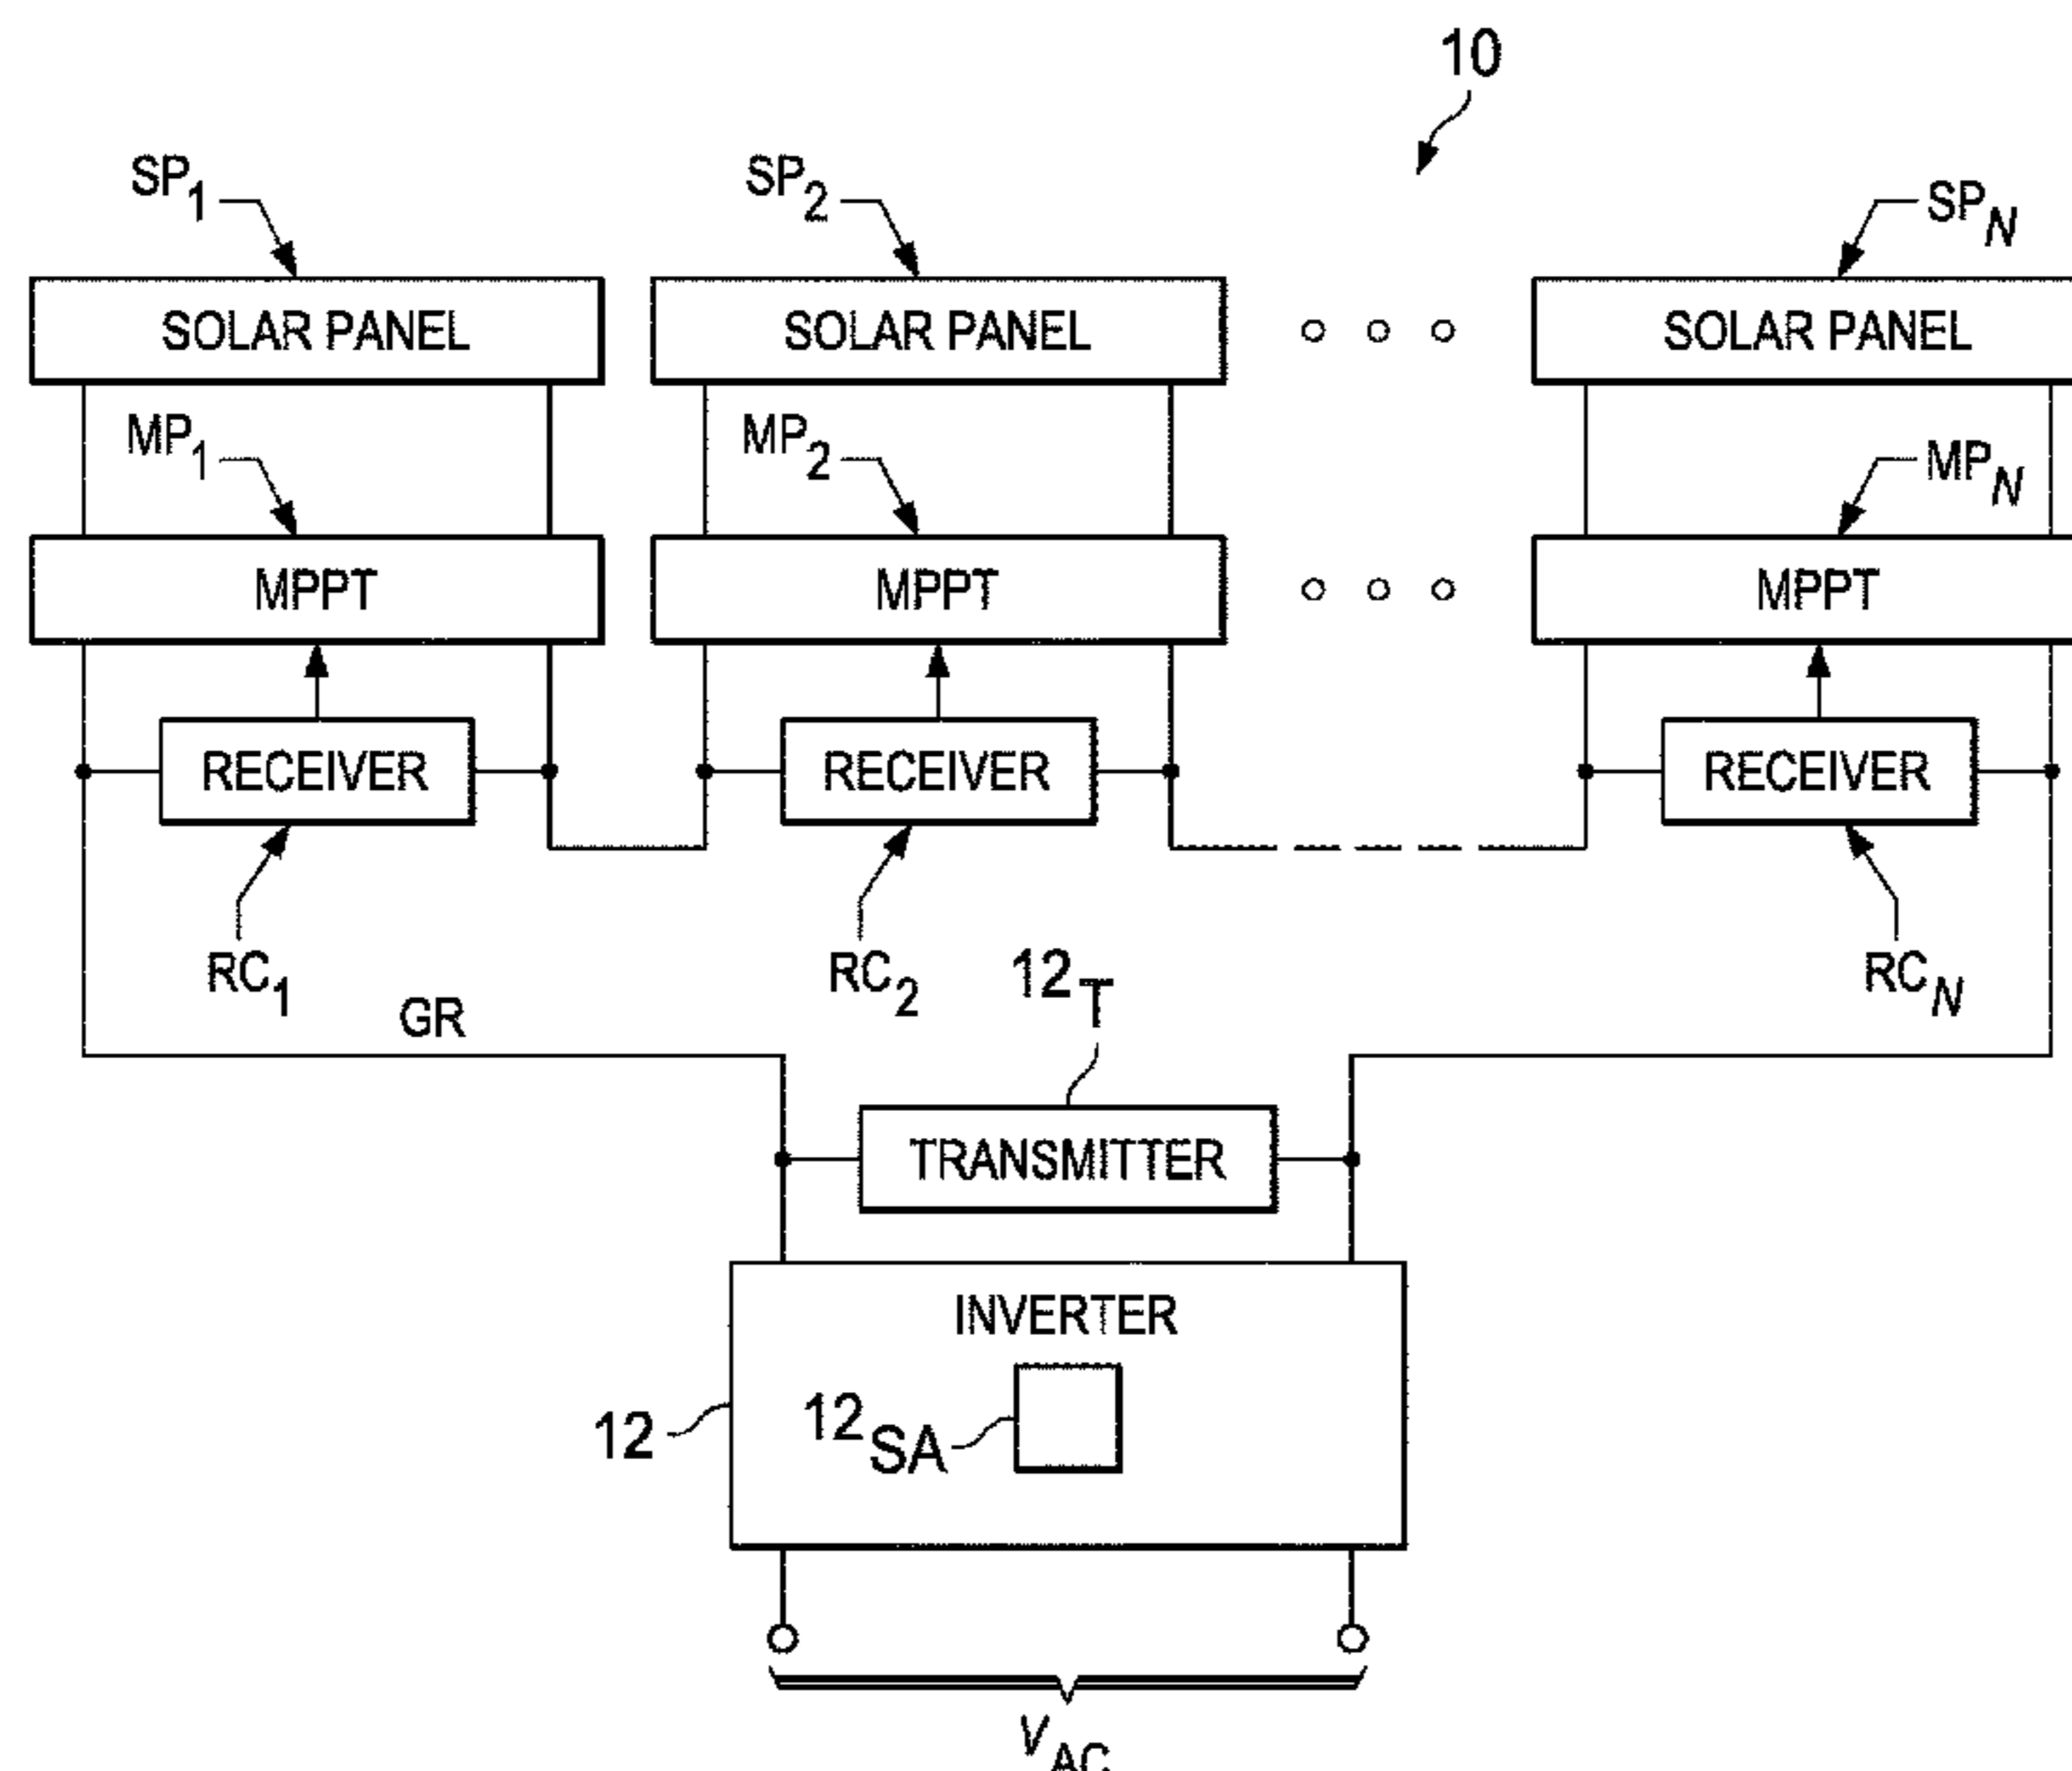 10
SP1 SP2 SPN
SOLAR PANEL SOLAR PANEL SOLAR PANEL
MP1 MP2 MPN
MPPT MPPT MPPT
RECEIVER RECEIVER RECEIVER
RC1 RC2 12T RCN
GR
TRANSMITTER
INVERTER
12 12SA
VAC